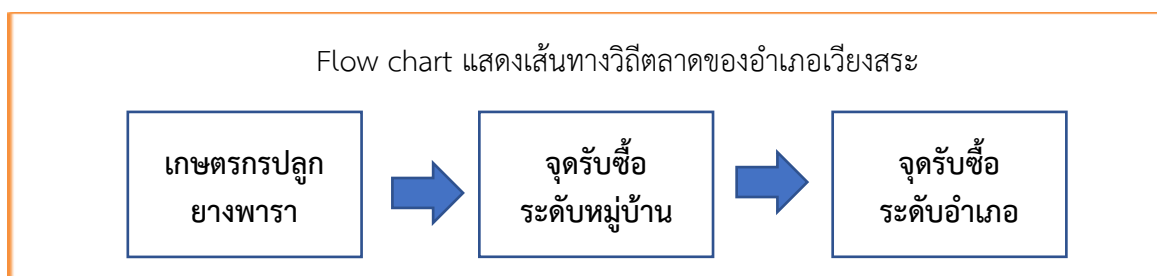 Flow chart แสดงเส้นทางวิถีตลาดของอำเภอเวียงสระ
เกษตรกรปลูก
ยางพารา
จุดรับซื้อ
ระดับหมู่บ้าน
จุดรับซื้อ
ระดับอำเภอ